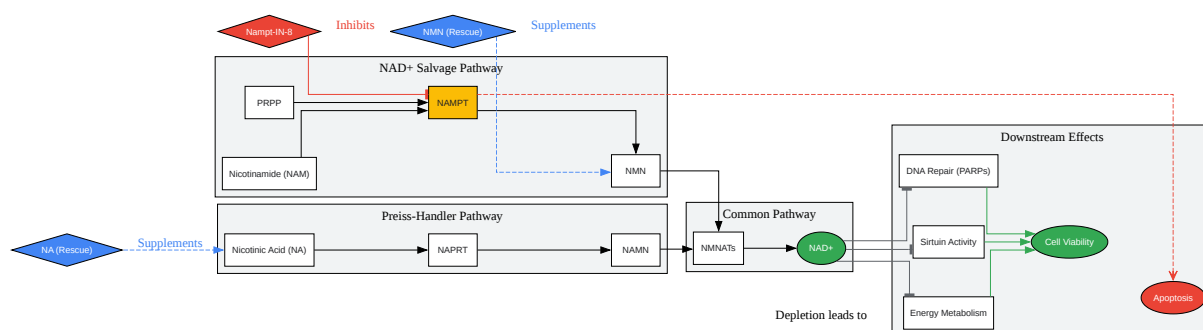 Nampt-IN-8
Inhibits
NMN (Rescue)
Supplements
NAD+ Salvage Pathway
PRPP
NAMPT
Nicotinamide (NAM)
NMN
Downstream Effects
DNA Repair (PARPs)
Preiss-Handler Pathway
Common Pathway
NA (Rescue)
Supplements
Nicotinic Acid (NA)
NAPRT
NAMN
NMNATs
NAD+
Sirtuin Activity
Cell Viability
Apoptosis
Depletion leads to
Energy Metabolism